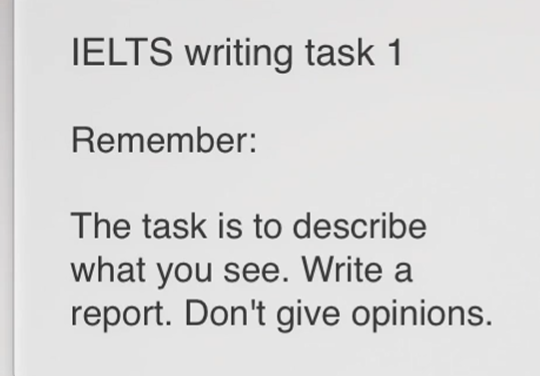 IELTS writing task 1
Remember:
The task is to describe
what you see. Write a
report. Don't give opinions.